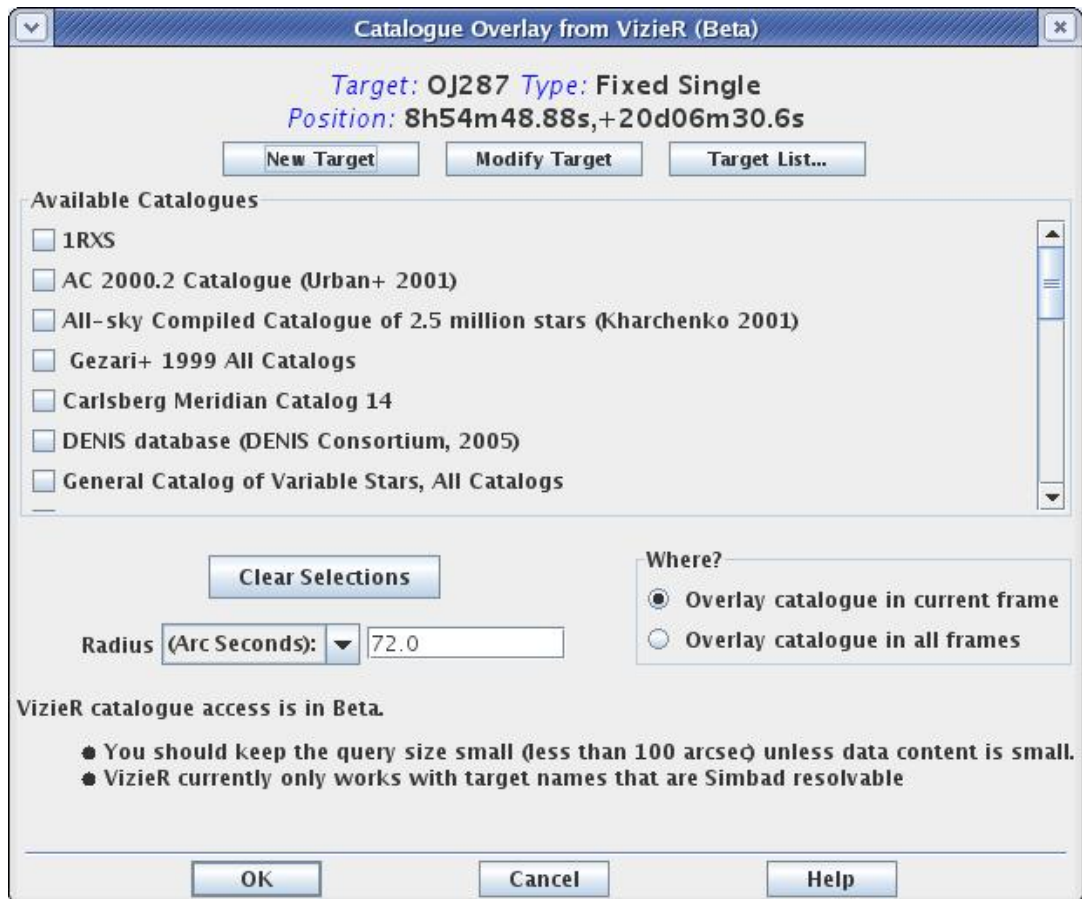 Catalogue Overlay from VizieR (Beta)
Target: OJ287 Type: Fixed Single
Position: 8h54m48.88s,+20d06m30.6s
New Target Modify Target Target List...
Available Catalogues
1RXS
AC 2000.2 Catalogue (Urban+ 2001)
All-sky Compiled Catalogue of 2.5 million stars (Kharchenko 2001)
Gezari+ 1999 All Catalogs
Carlsberg Meridian Catalog 14
DENIS database (DENIS Consortium, 2005)
General Catalog of Variable Stars, All Catalogs
Clear Selections
Radius (Arc Seconds): 72.0
Where?
Overlay catalogue in current frame
Overlay catalogue in all frames
VizieR catalogue access is in Beta.
● You should keep the query size small (less than 100 arcsec) unless data content is small.
● VizieR currently only works with target names that are Simbad resolvable
OK Cancel Help